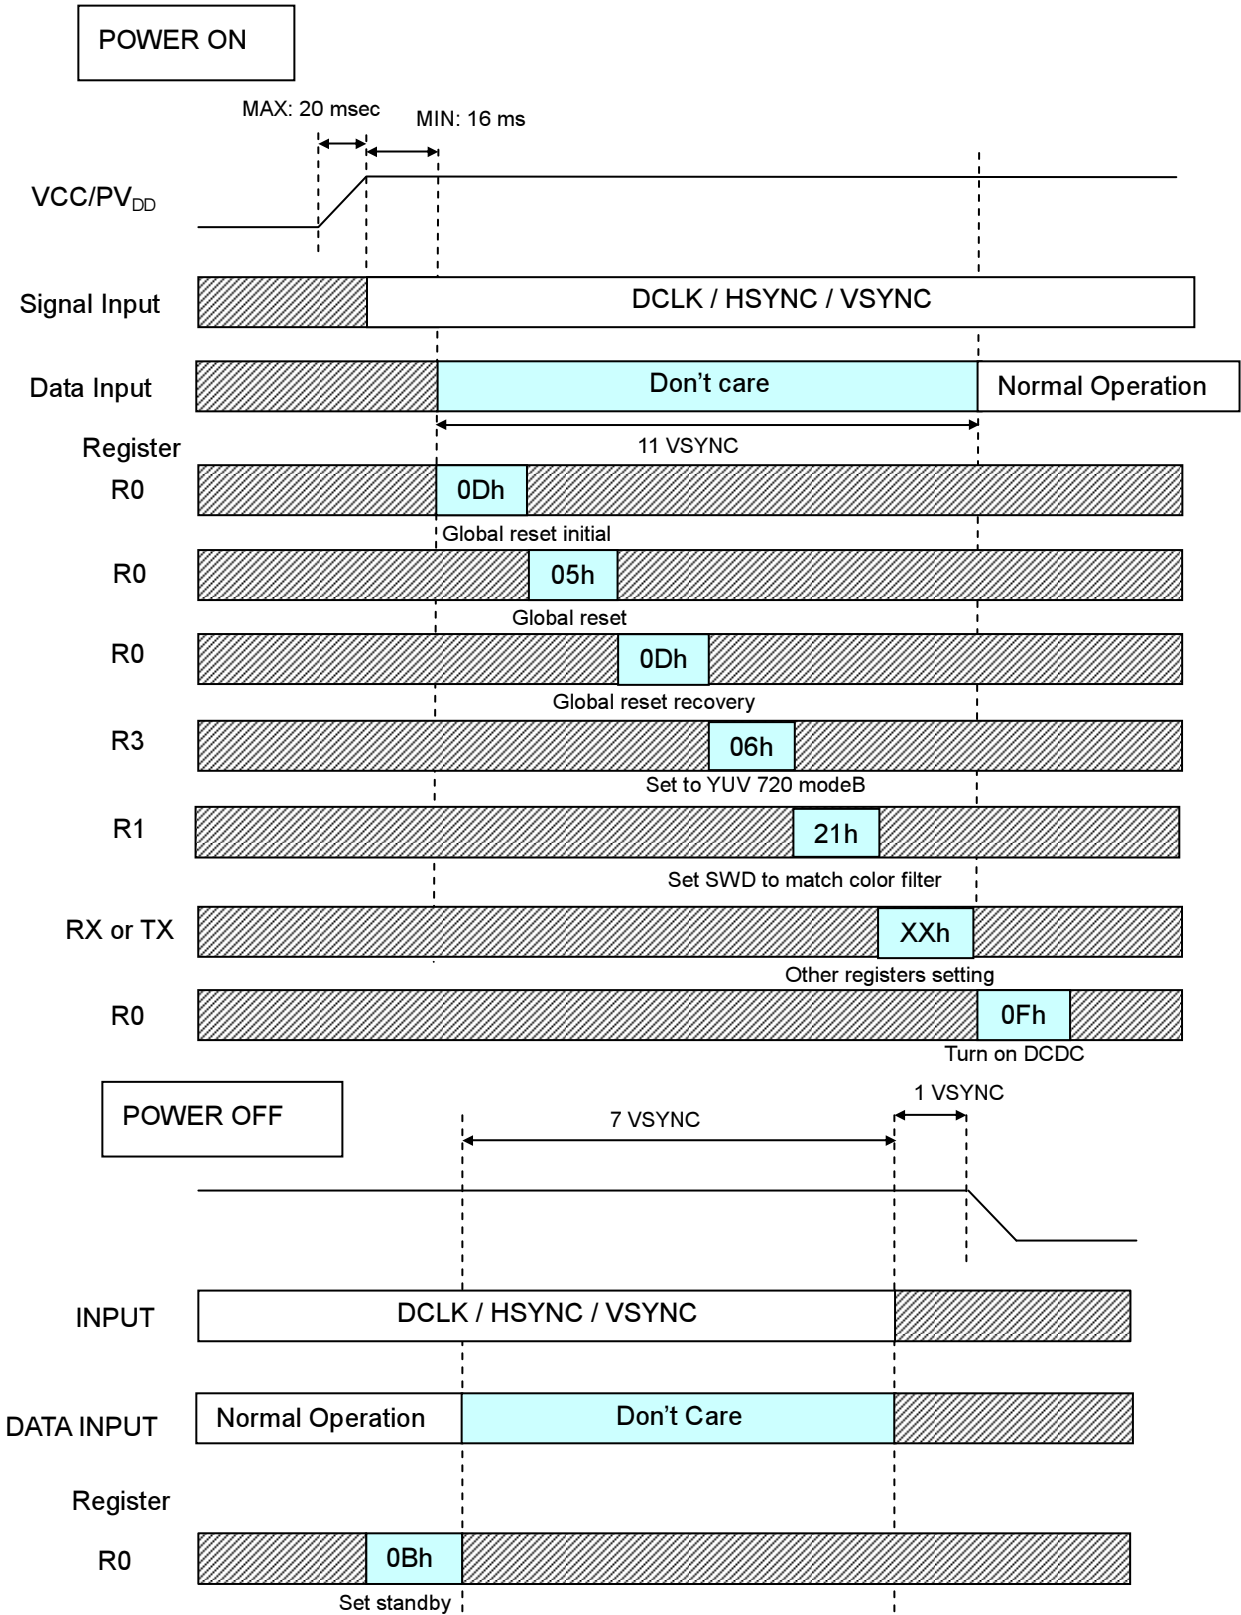 POWER ON
MAX: 20 msec
MIN: 16 ms
VCC/PVDD
Signal Input
DCLK / HSYNC / VSYNC
Data Input
Don't care
Normal Operation
11 VSYNC
Register
R0
0Dh
Global reset initial
R0
05h
Global reset
R0
0Dh
Global reset recovery
R3
06h
Set to YUV 720 modeB
R1
21h
Set SWD to match color filter
RX or TX
XXh
Other registers setting
R0
0Fh
Turn on DCDC
POWER OFF
7 VSYNC
1 VSYNC
INPUT
DCLK / HSYNC / VSYNC
DATA INPUT
Normal Operation
Don't Care
Register
R0
0Bh
Set standby